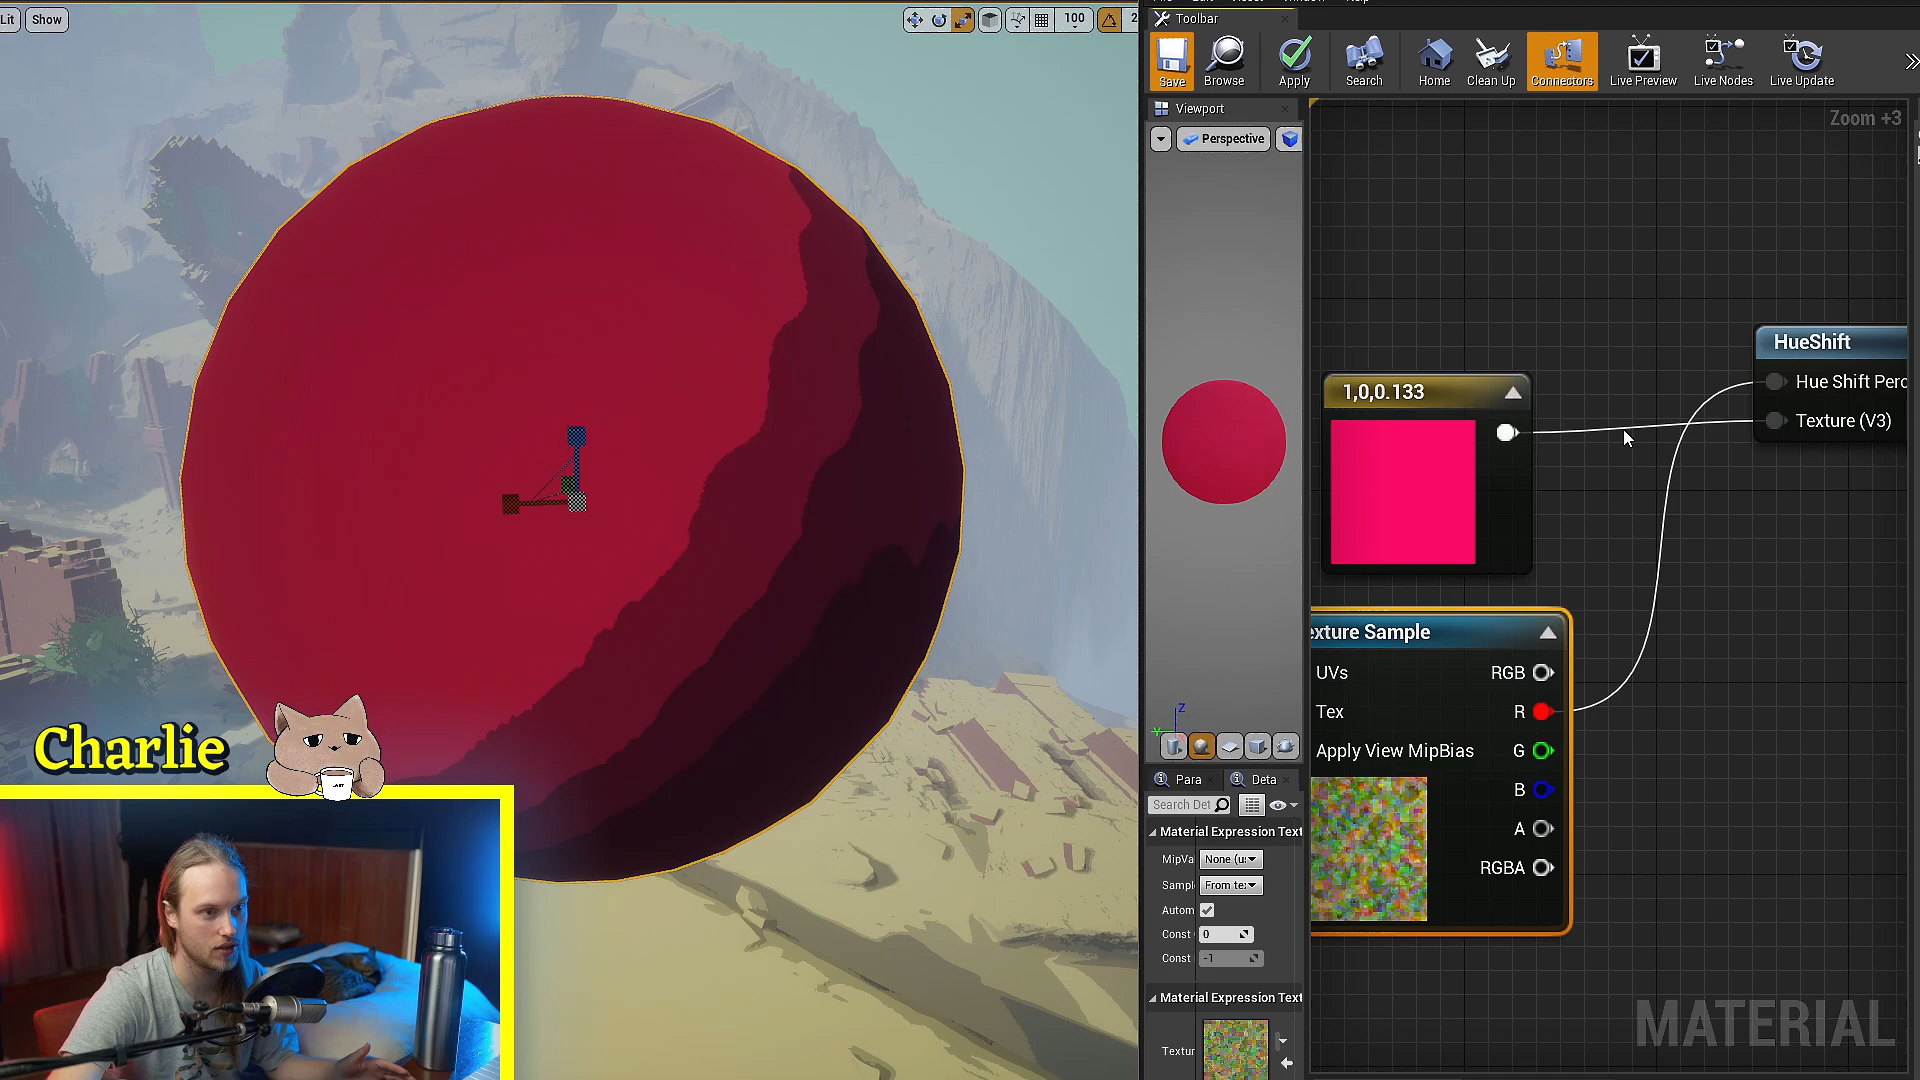 Lit
Show
100
2
Toolbar
Save
Browse
Apply
Search
Home
Clean Up
Connectors
Live Preview
Live Nodes
Live Update
Viewport
Perspective
Zoom +3
HueShift
Hue Shift Perc
Texture (V3)
1,0,0.133
exture Sample
UVs
RGB
Tex
R
Apply View MipBias
G
B
A
RGBA
Z
Y
Para
Deta
Search Det
Material Expression Text
MipVa
None (u
Sampl
From te
Autom
Const
0
Const
-1
Material Expression Text
Textur
MATERIAL
Charlie